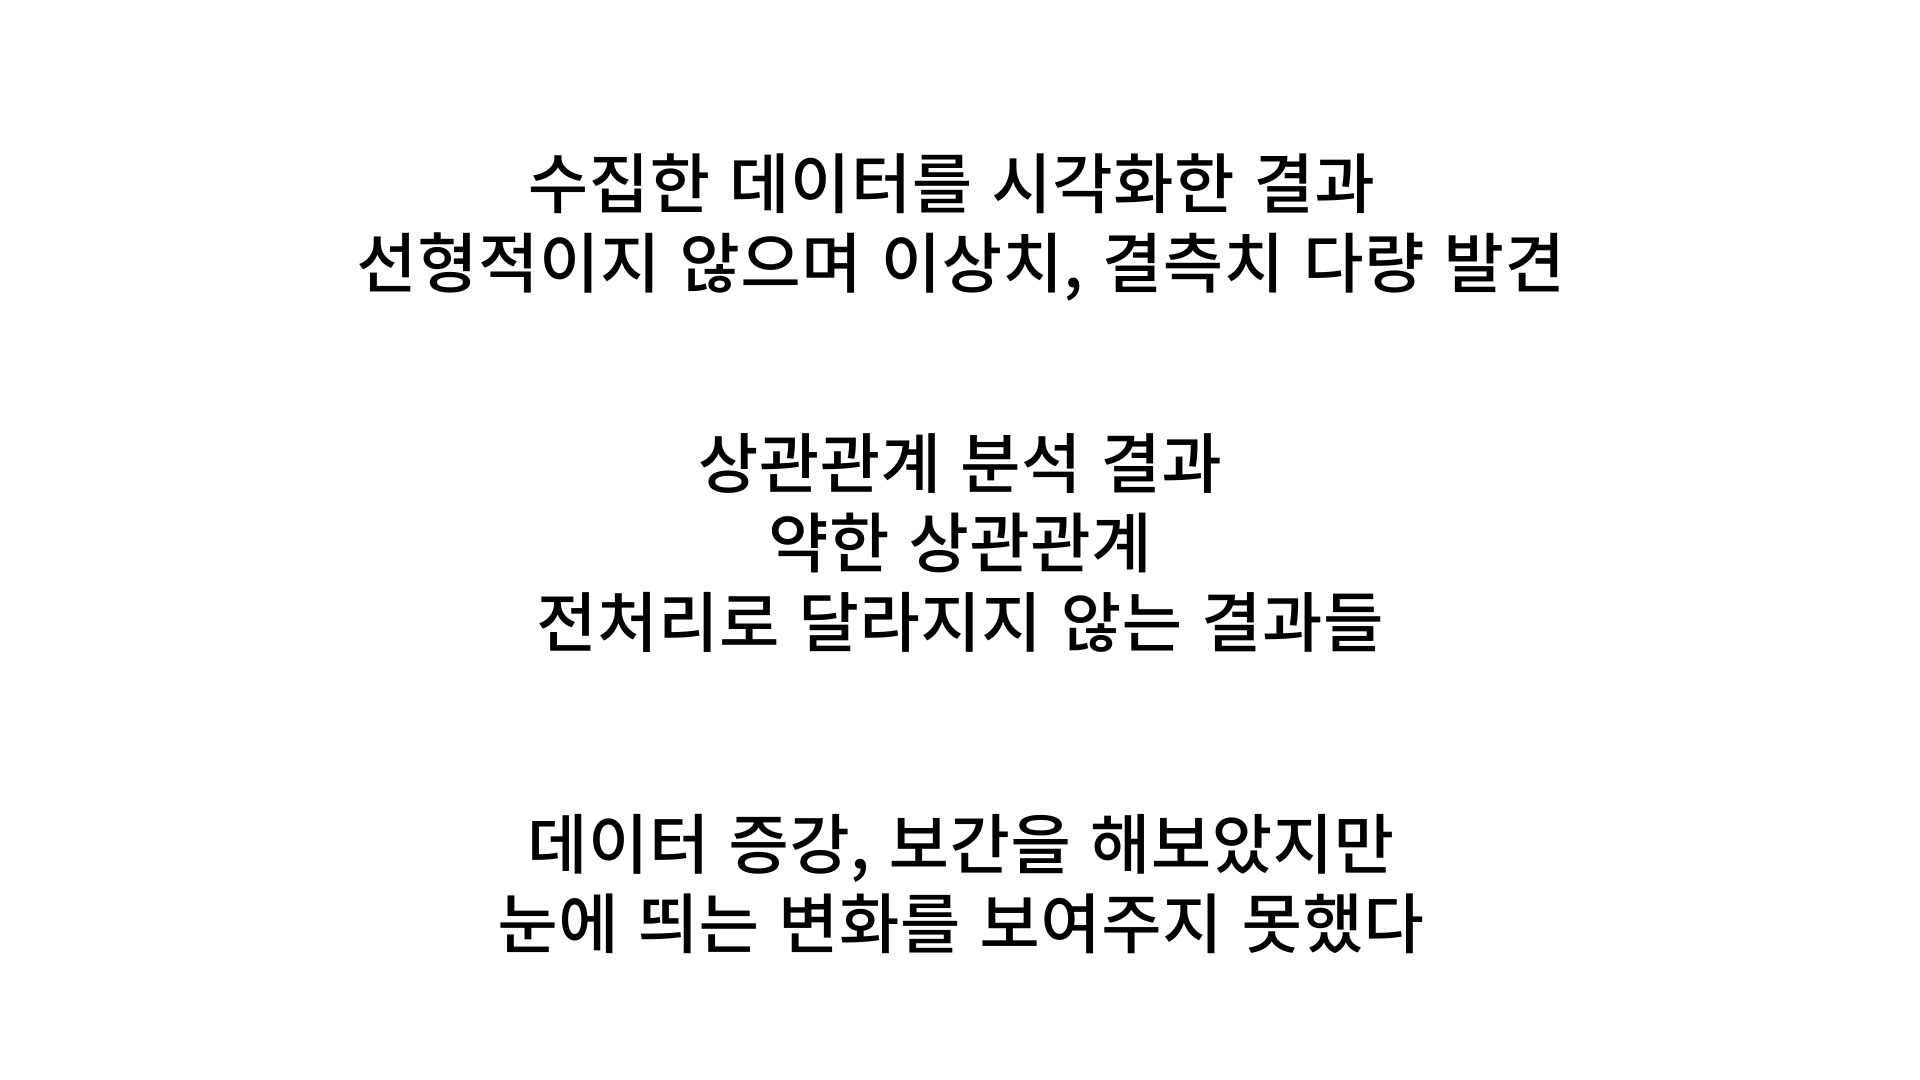 수집한 데이터를 시각화한 결과
선형적이지 않으며 이상치, 결측치 다량 발견
상관관계 분석 결과
약한 상관관계
전처리로 달라지지 않는 결과들
데이터 증강, 보간을 해보았지만
눈에 띄는 변화를 보여주지 못했다